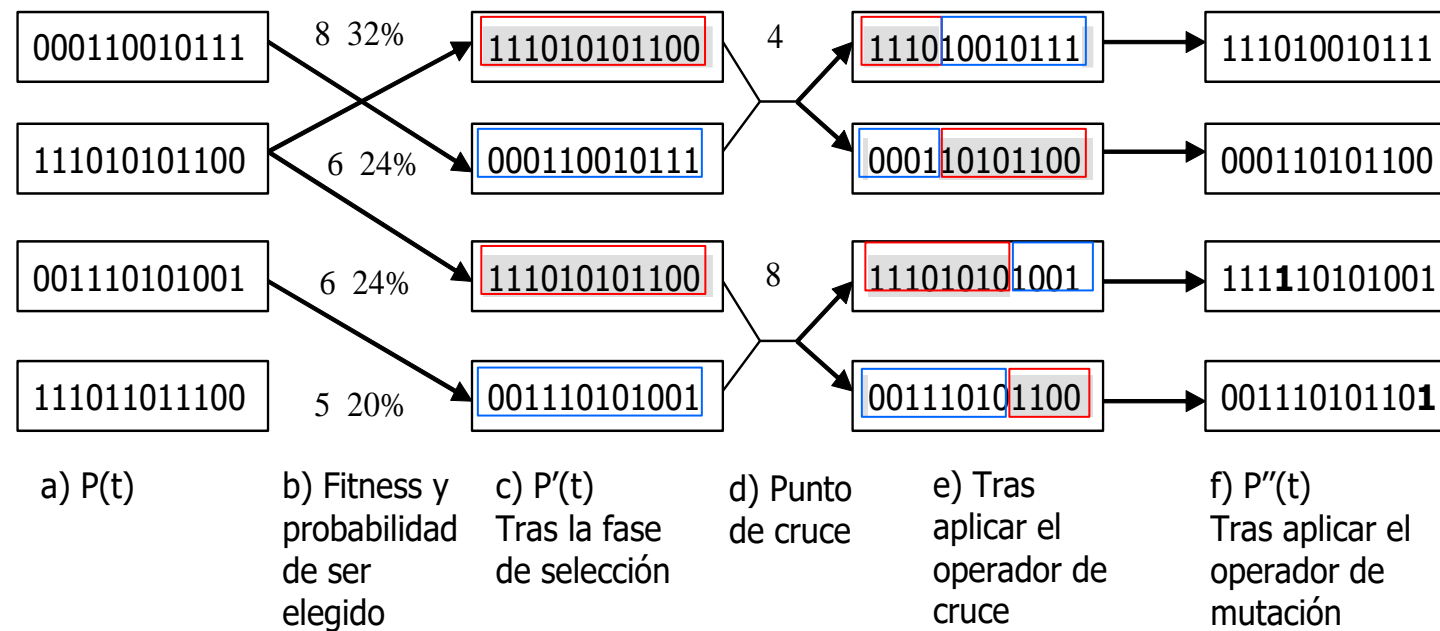 000110010111
8 32%
111010101100
4
111010010111
111010010111
111010101100
6 24%
000110010111
000110101100
000110101100
001110101001
6 24%
111010101100
8
111010101001
111110101001
111011011100
5 20%
001110101001
001110101100
001110101101
a) P(t)
b) Fitness y
probabilidad
de ser
elegido
c) P'(t)
Tras la fase
de selección
d) Punto
de cruce
e) Tras
aplicar el
operador de
cruce
f) P''(t)
Tras aplicar el
operador de
mutación